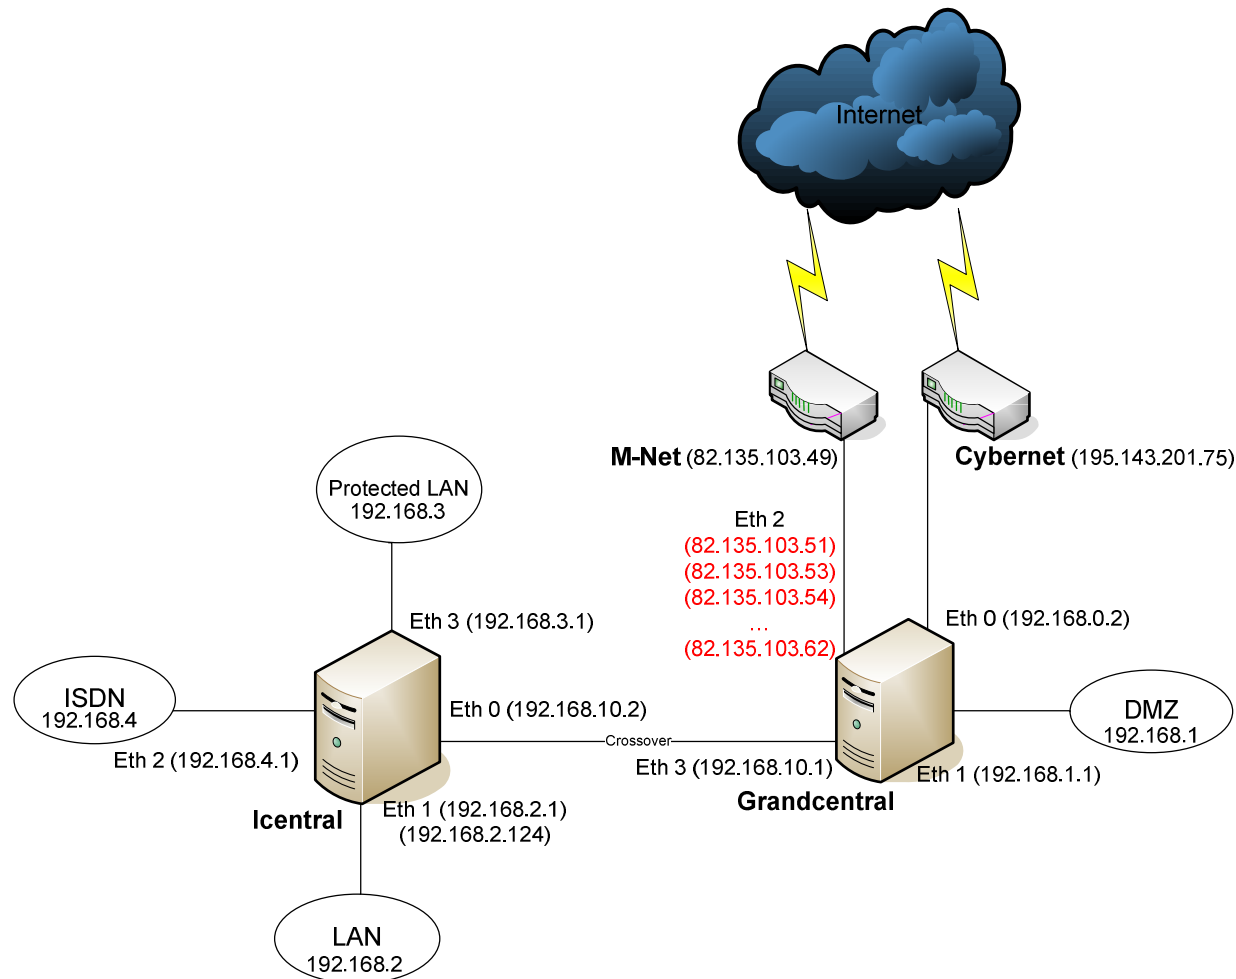 Internet
M-Net (82.135.103.49)
Cybernet (195.143.201.75)
Protected LAN
192.168.3
Eth 2
(82.135.103.51)
(82.135.103.53)
(82.135.103.54)
...
(82.135.103.62)
Eth 3 (192.168.3.1)
Eth 0 (192.168.0.2)
ISDN
192.168.4
Eth 0 (192.168.10.2)
DMZ
192.168.1
Crossover
Eth 2 (192.168.4.1)
Eth 3 (192.168.10.1)
Eth 1 (192.168.1.1)
Grandcentral
Icentral
Eth 1 (192.168.2.1)
(192.168.2.124)
LAN
192.168.2